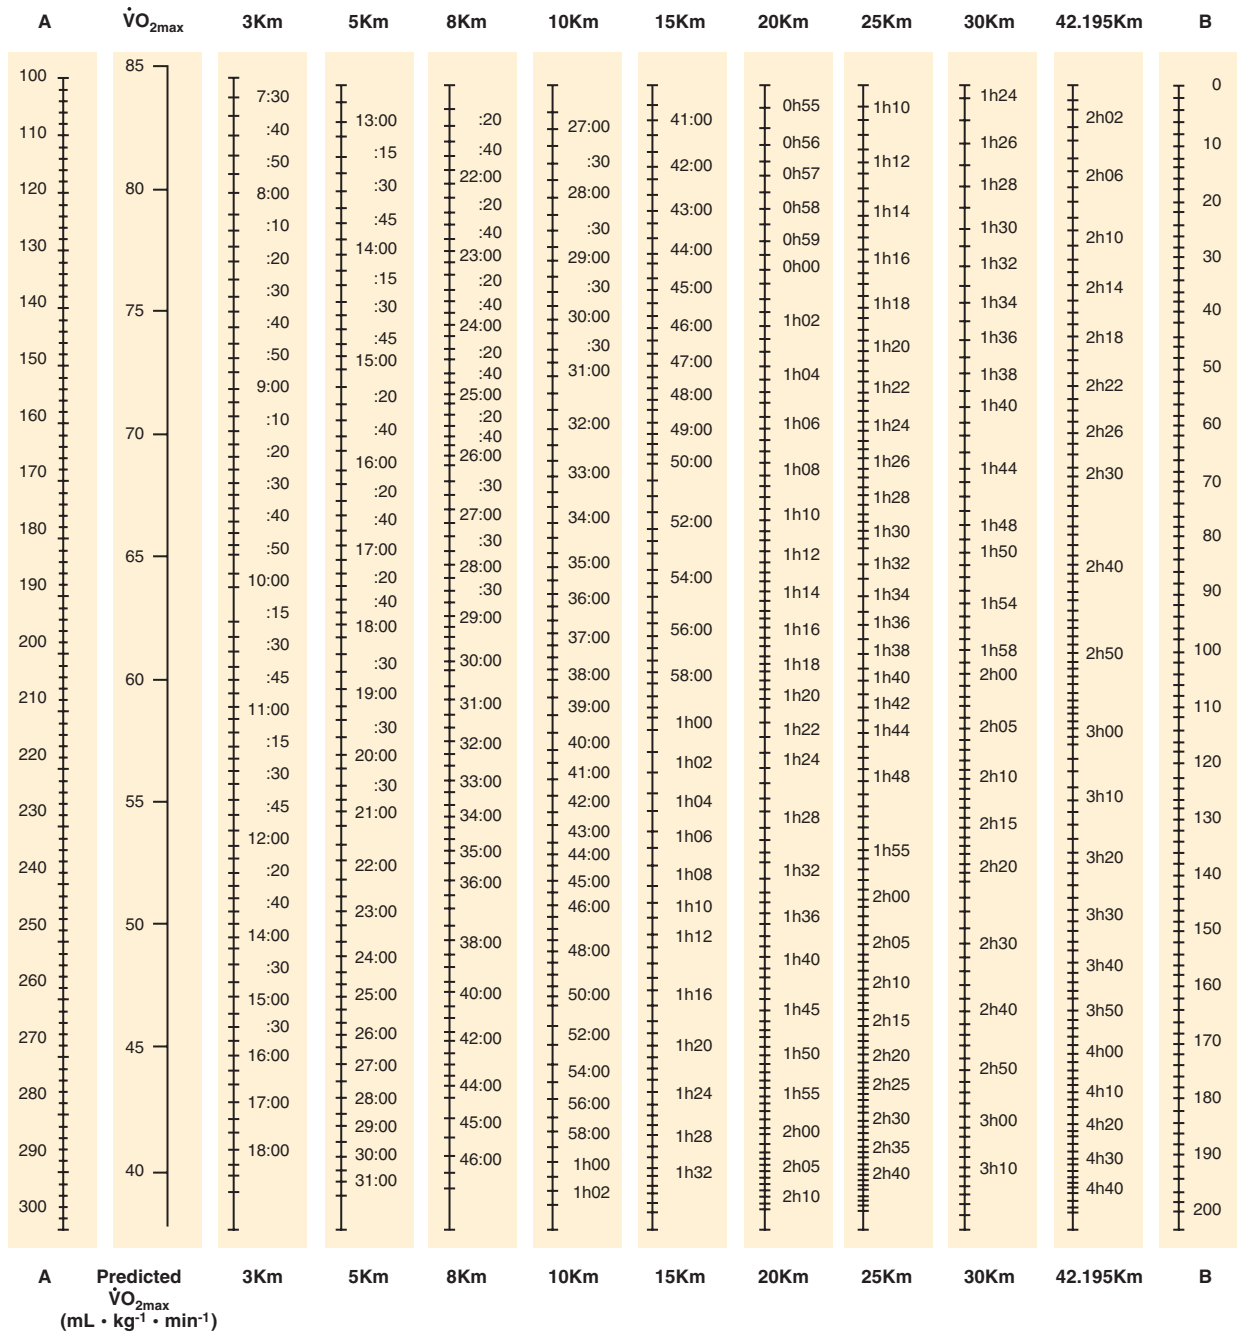 A V̇O2max 3Km 5Km 8Km 10Km 15Km 20Km 25Km 30Km 42.195Km B
100
110
120
130
140
150
160
170
180
190
200
210
220
230
240
250
260
270
280
290
300
85
80
75
70
65
60
55
50
45
40
7:30
:40
:50
8:00
:10
:20
:30
:40
:50
9:00
:10
:20
:30
:40
:50
10:00
:15
:30
:45
11:00
:15
:30
:45
12:00
:20
:40
14:00
:30
15:00
:30
16:00
17:00
18:00
13:00
:15
:30
:45
14:00
:15
:30
:45
15:00
:20
:40
16:00
:20
:40
17:00
:20
:40
18:00
:30
19:00
:30
20:00
:30
21:00
22:00
23:00
24:00
25:00
26:00
27:00
28:00
29:00
30:00
31:00
:20
:40
22:00
:20
:40
23:00
:20
:40
24:00
:20
:40
25:00
:20
:40
26:00
:30
27:00
:30
28:00
:30
29:00
30:00
31:00
32:00
33:00
34:00
35:00
36:00
38:00
40:00
42:00
44:00
45:00
46:00
27:00
:30
28:00
:30
29:00
:30
30:00
:30
31:00
32:00
33:00
34:00
35:00
36:00
37:00
38:00
39:00
40:00
41:00
42:00
43:00
44:00
45:00
46:00
48:00
50:00
52:00
54:00
56:00
58:00
1h00
1h02
41:00
42:00
43:00
44:00
45:00
46:00
47:00
48:00
49:00
50:00
52:00
54:00
56:00
58:00
1h00
1h02
1h04
1h06
1h08
1h10
1h12
1h16
1h20
1h24
1h28
1h32
0h55
0h56
0h57
0h58
0h59
0h00
1h02
1h04
1h06
1h08
1h10
1h12
1h14
1h16
1h18
1h20
1h22
1h24
1h28
1h32
1h36
1h40
1h45
1h50
1h55
2h00
2h05
2h10
1h10
1h12
1h14
1h16
1h18
1h20
1h22
1h24
1h26
1h28
1h30
1h32
1h34
1h36
1h38
1h40
1h42
1h44
1h48
1h55
2h00
2h05
2h10
2h15
2h20
2h25
2h30
2h35
2h40
1h24
1h26
1h28
1h30
1h32
1h34
1h36
1h38
1h40
1h44
1h48
1h50
1h54
1h58
2h00
2h05
2h10
2h15
2h20
2h30
2h40
2h50
3h00
3h10
2h02
2h06
2h10
2h14
2h18
2h22
2h26
2h30
2h40
2h50
3h00
3h10
3h20
3h30
3h40
3h50
4h00
4h10
4h20
4h30
4h40
0
10
20
30
40
50
60
70
80
90
100
110
120
130
140
150
160
170
180
190
200
A Predicted 3Km 5Km 8Km 10Km 15Km 20Km 25Km 30Km 42.195Km B
V̇O2max
(mL • kg-1 • min-1)